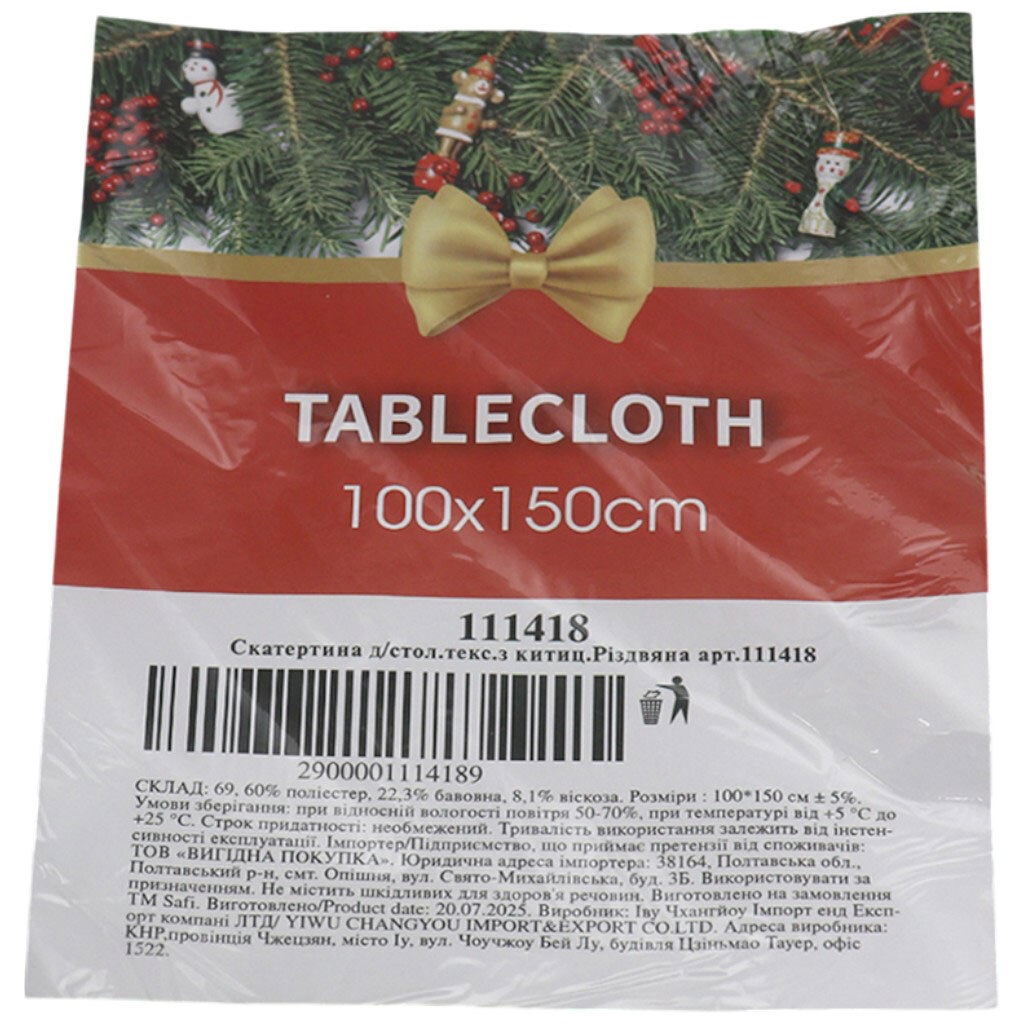 TABLECLOTH
100x150cm
111418
Скатертина д/стол.текс.з китиц.Різдвяна арт.111418
2900001114189
СКЛАД: 69, 60% поліестер, 22,3% бавовна, 8,1% віскоза. Розміри : 100*150 см ± 5%.
Умови зберігання: при відносній вологості повітря 50-70%, при температурі від +5 °C до
+25 °C. Строк придатності: необмежений. Тривалість використання залежить від інтен-
сивності експлуатації. Імпортер/Підприємство, що приймає претензії від споживачів:
ТОВ «ВИГІДНА ПОКУПКА». Юридична адреса імпортера: 38164, Полтавська обл.,
Полтавський р-н, смт. Опішня, вул. Свято-Михайлівська, буд. 3Б. Використовувати за
призначенням. Не містить шкідливих для здоров'я речовин. Виготовлено на замовлення
ТМ Safi. Виготовлено/Product date: 20.07.2025. Виробник: Іву Чхангйоу Імпорт енд Експ-
орт компані ЛТД/ YIWU CHANGYOU IMPORT&EXPORT CO.LTD. Адреса виробника:
КНР,провінція Чжецзян, місто Іу, вул. Чоучжоу Бей Лу, будівля Цзіньмао Тауер, офіс
1522.